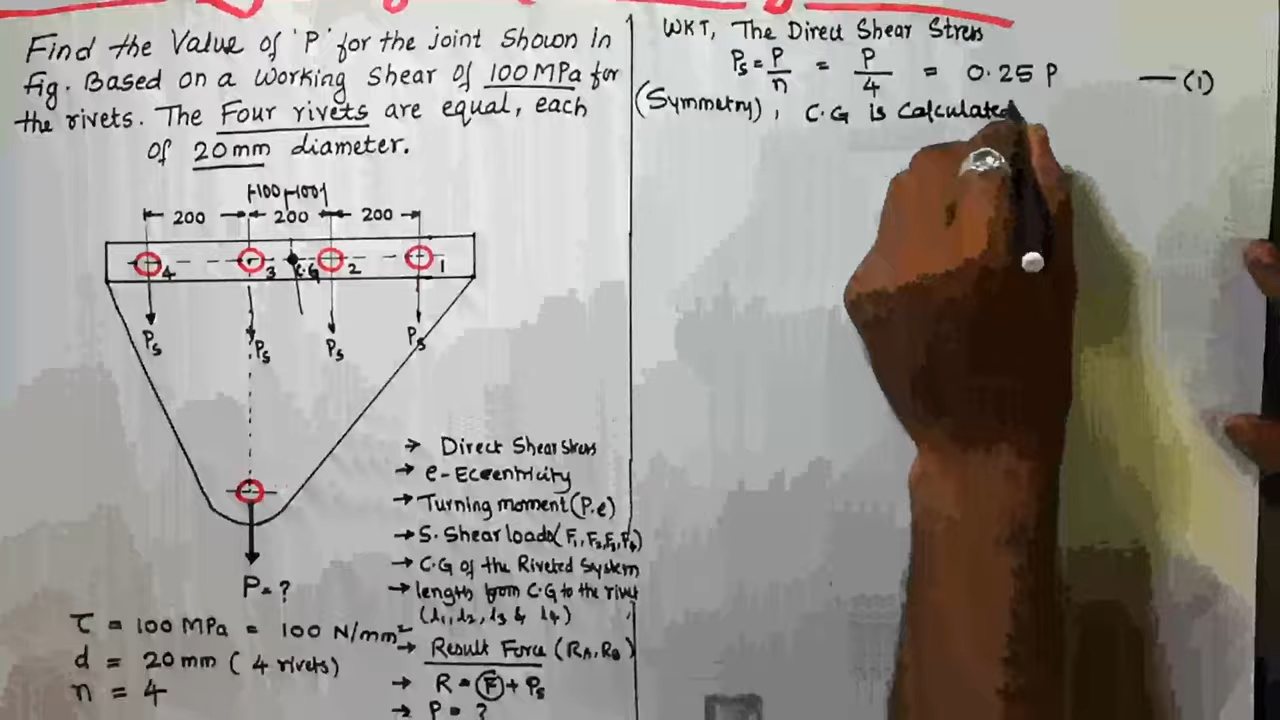 Find the Value of 'P' for the joint Shown in
Fig. Based on a Working Shear of 100 MPa for
the rivets. The Four rivets are equal, each
of 20mm diameter.
100 100
200 200 200
4 3 C.G 2 1
Ps Ps Ps Ps
P = ?
τ = 100 MPa = 100 N/mm²
d = 20mm ( 4 rivets)
n = 4
→ Direct Shear Stress
→ e - Eccentricity
→ Turning moment (P.e)
→ S. Shear loads (F1, F2, F3, F4)
→ C.G of the Riveted System
→ length from C.G to the rivet
(l1, l2, l3 & l4)
→ Result Force (RA, RB)
→ R = F + Ps
→ P = ?
WKT, The Direct Shear Stress
Ps = P/n = P/4 = 0.25 P — (1)
(Symmetry), C.G is Calculated